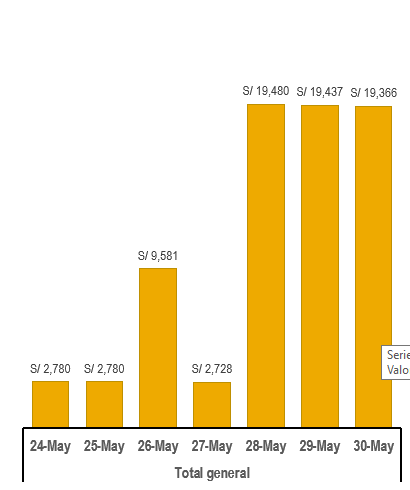 S/ 19,480 S/ 19,437 S/ 19,366
S/ 9,581
Serie
Valo
S/ 2,780 S/ 2,780 S/ 2,728
24-May 25-May 26-May 27-May 28-May 29-May 30-May
Total general